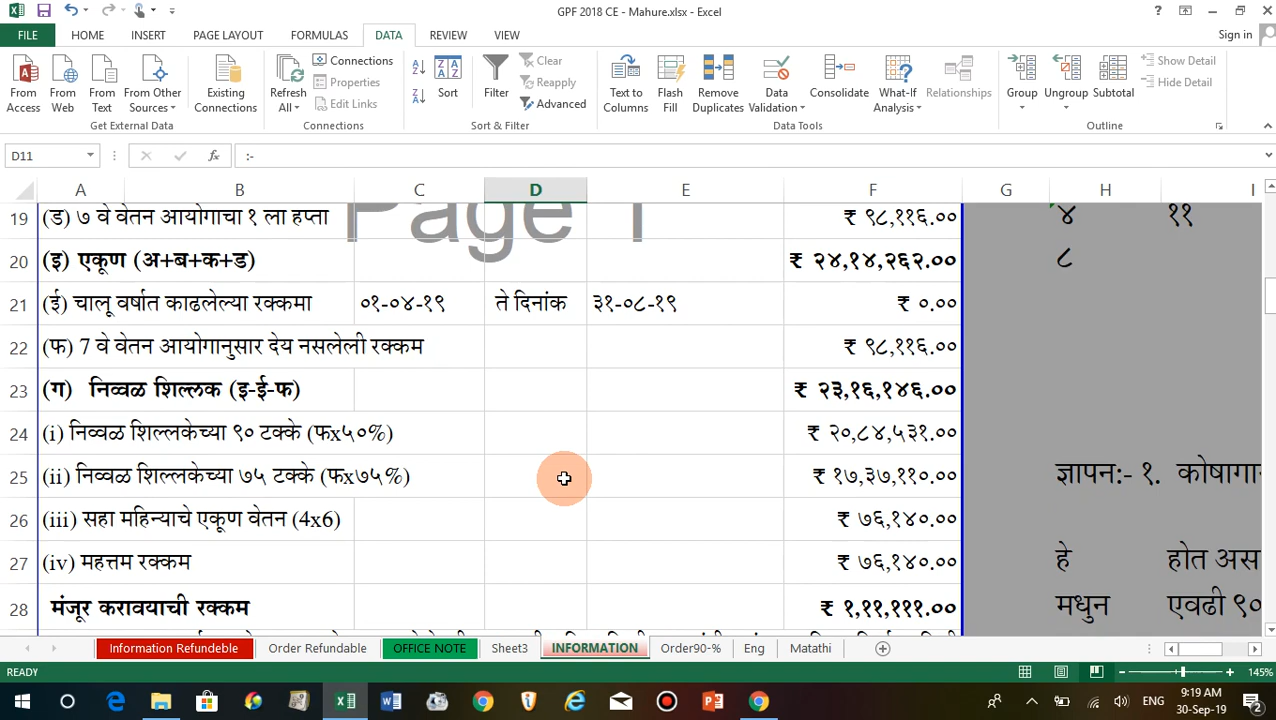 GPF 2018 CE - Mahure.xlsx - Excel
FILE HOME INSERT PAGE LAYOUT FORMULAS DATA REVIEW VIEW Sign in
From Access
From Web
From Text
From Other Sources
Existing Connections
Refresh All
Connections
Properties
Edit Links
Sort
Filter
Clear
Reapply
Advanced
Text to Columns
Flash Fill
Remove Duplicates
Data Validation
Consolidate
What-If Analysis
Relationships
Group
Ungroup
Subtotal
Show Detail
Hide Detail
Get External Data Connections Sort & Filter Data Tools Outline
D11 fx :-
A B C D E F G H I
Page 1
19 (ड) ७ वे वेतन आयोगाचा १ ला हप्ता ₹ ९८,११६.०० ४ ११
20 (इ) एकूण (अ+ब+क+ड) ₹ २४,१४,२६२.०० ८
21 (ई) चालू वर्षात काढलेल्या रक्कमा ०१-०४-१९ ते दिनांक ३१-०८-१९ ₹ ०.००
22 (फ) 7 वे वेतन आयोगानुसार देय नसलेली रक्कम ₹ ९८,११६.००
23 (ग) निव्वळ शिल्लक (इ-ई-फ) ₹ २३,१६,१४६.००
24 (i) निव्वळ शिल्लकेच्या ९० टक्के (फx५०%) ₹ २०,८४,५३१.००
25 (ii) निव्वळ शिल्लकेच्या ७५ टक्के (फx७५%) ₹ १७,३७,११०.०० ज्ञापन:- १. कोषागा
26 (iii) सहा महिन्याचे एकूण वेतन (4x6) ₹ ७६,१४०.००
27 (iv) महत्तम रक्कम ₹ ७६,१४०.०० हे होत अस
28 मंजूर करावयाची रक्कम ₹ १,११,१११.०० मधुन एवढी ९०
Information Refundeble Order Refundable OFFICE NOTE Sheet3 INFORMATION Order90-% Eng Mathathi
READY 145%
ENG 9:19 AM
30-Sep-19 2